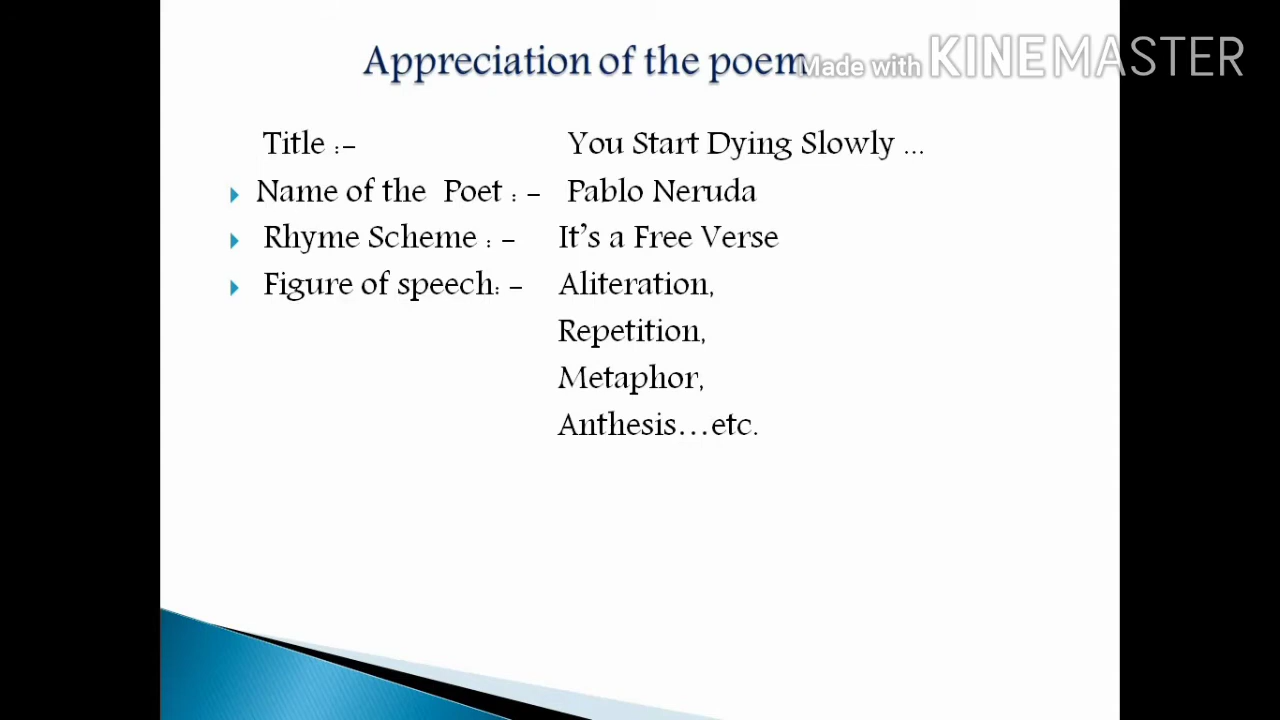 Appreciation of the poem
Made with KINEMASTER
Title :- You Start Dying Slowly ...
Name of the Poet : - Pablo Neruda
Rhyme Scheme : - It's a Free Verse
Figure of speech: - Aliteration,
Repetition,
Metaphor,
Anthesis...etc.